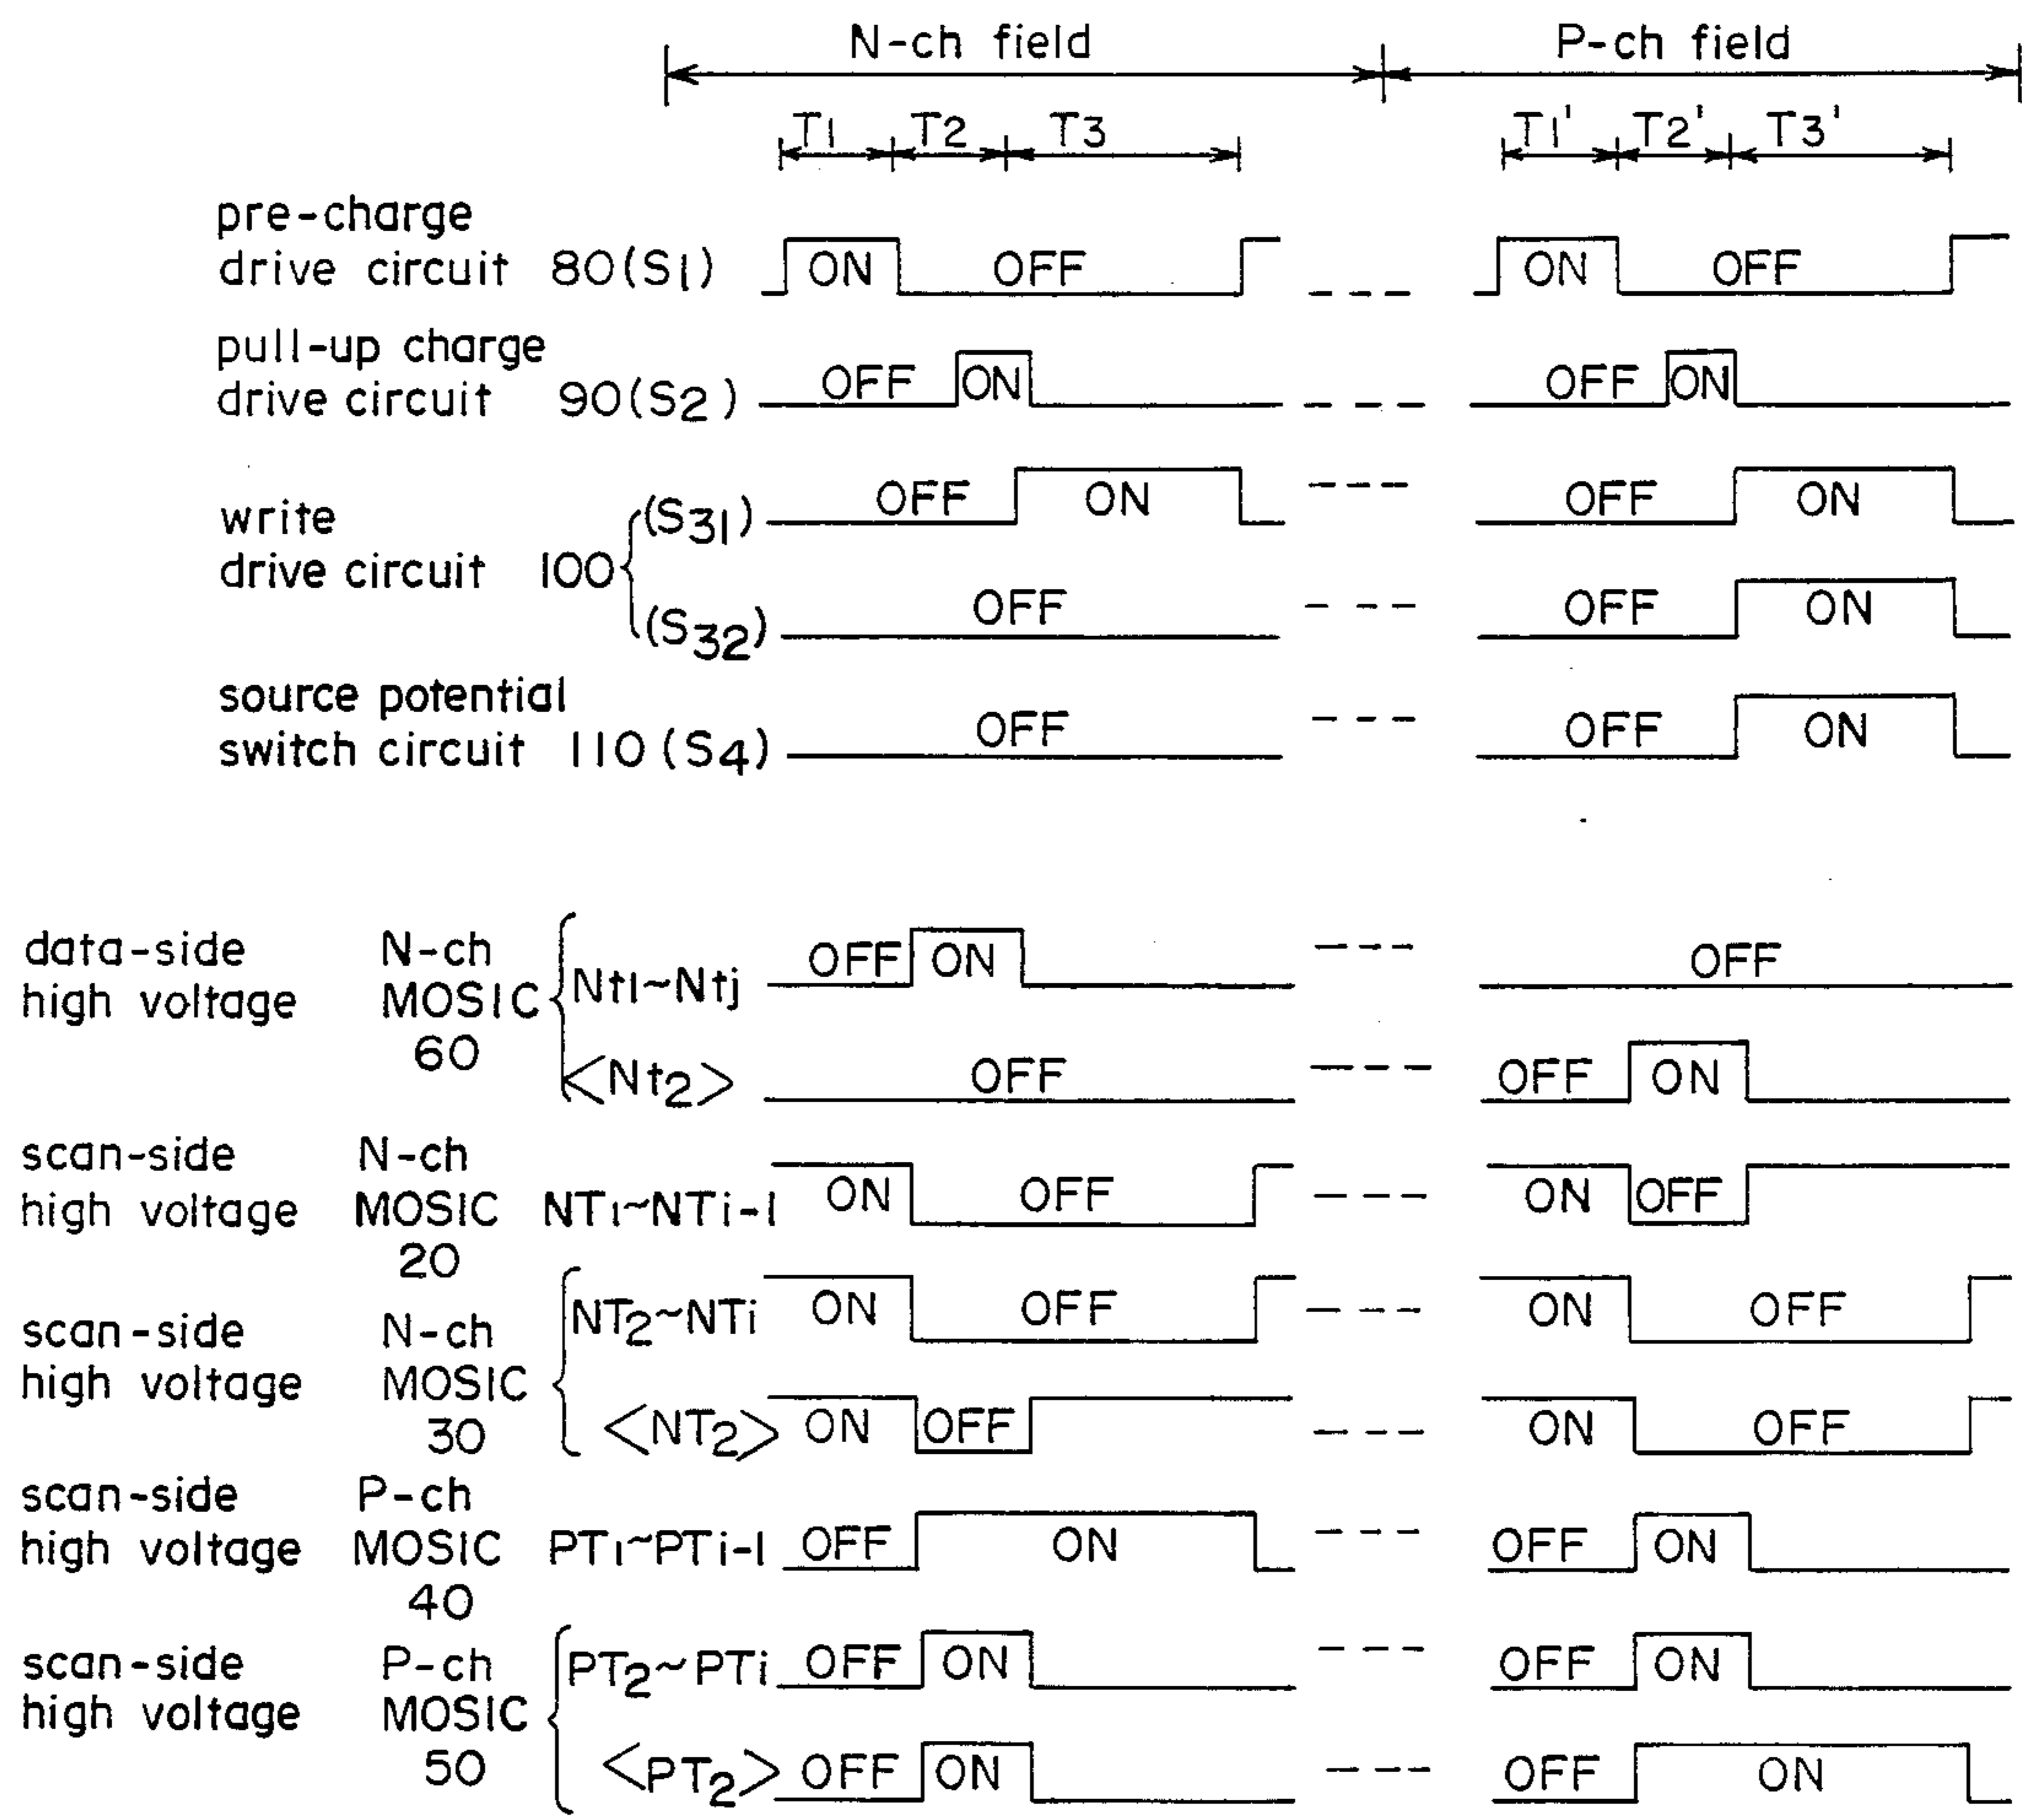 N-ch field P-ch field
T1 T2 T3 T1' T2' T3'
pre-charge
drive circuit 80(S1) ON OFF ON OFF
pull-up charge
drive circuit 90(S2) OFF ON OFF ON
write
drive circuit 100
(S31) OFF ON OFF ON
(S32) OFF OFF ON
source potential
switch circuit 110(S4) OFF OFF ON
data-side N-ch
high voltage MOSIC
60
Nt1~Ntj OFF ON OFF
<Nt2> OFF OFF ON
scan-side N-ch
high voltage MOSIC NT1~NTi-1 ON OFF ON OFF
20
scan-side N-ch
high voltage MOSIC
30
NT2~NTi ON OFF ON OFF
<NT2> ON OFF ON OFF
scan-side P-ch
high voltage MOSIC PT1~PTi-1 OFF ON OFF ON
40
scan-side P-ch
high voltage MOSIC
50
PT2~PTi OFF ON OFF ON
<PT2> OFF ON OFF ON